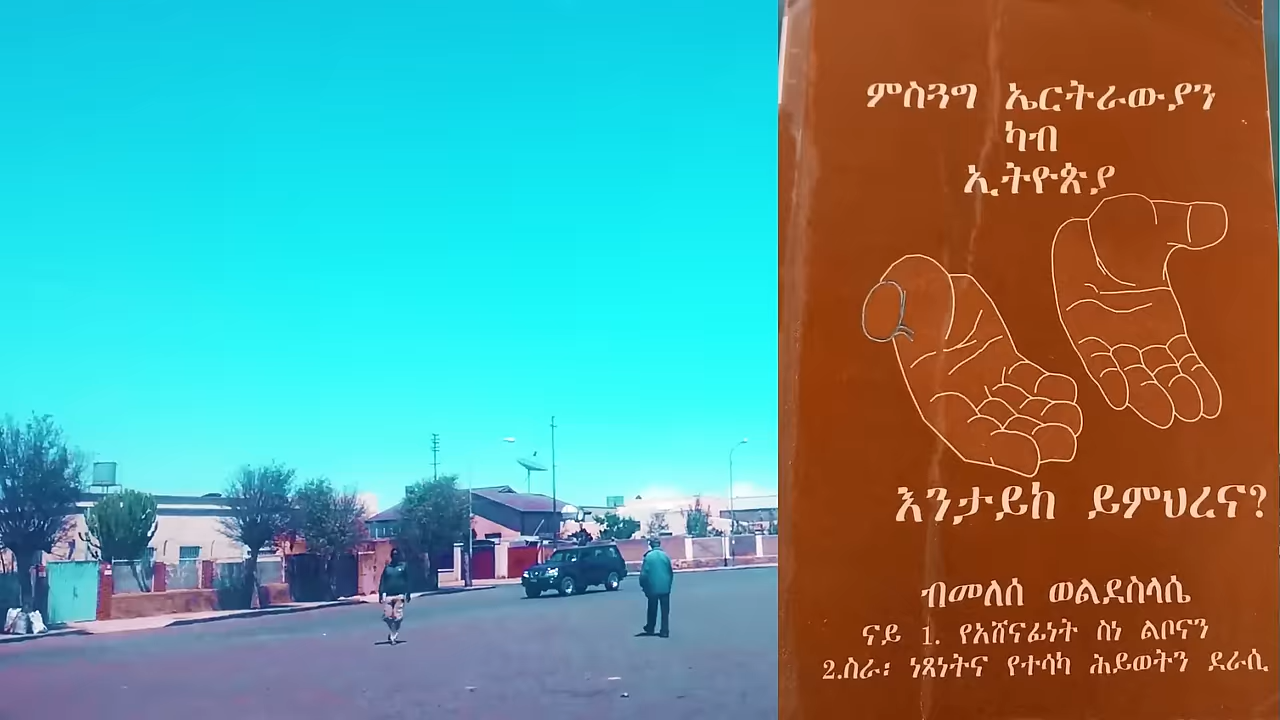 ምስጓግ ኤርትራውያን
ካብ
ኢትዮጵያ
እንታይከ ይምህረና?
ብመለሰ ወልደስላሴ
ናይ 1. የአሸናፊነት ስነ ልቦናን
2.ስራ፡ ነጻነትና የተሳካ ሕይወትን ደራሲ